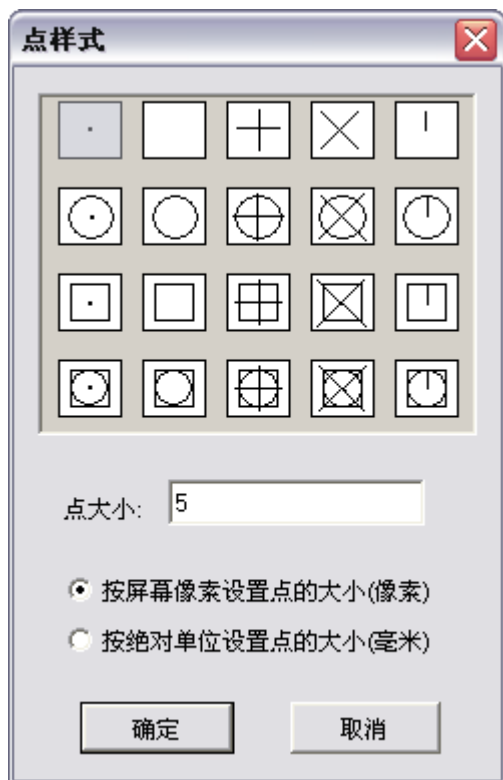 点样式
点大小: 5
按屏幕像素设置点的大小(像素)
按绝对单位设置点的大小(毫米)
确定 取消